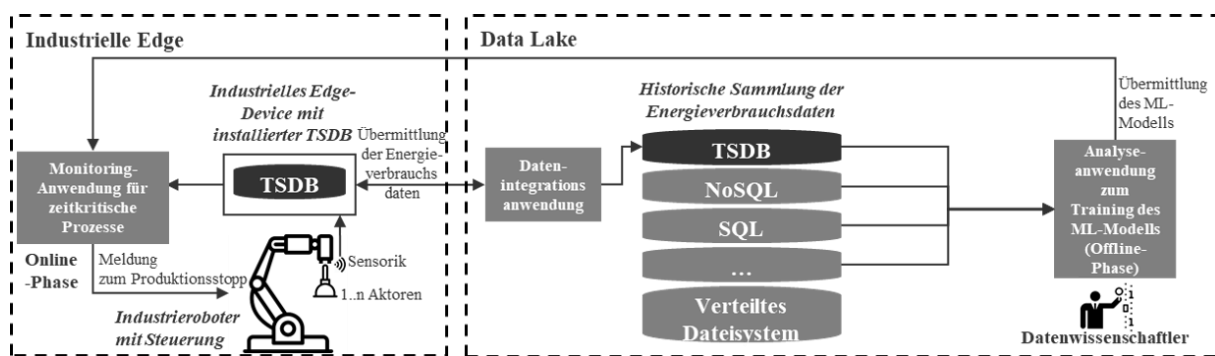 Industrielle Edge
Industrielles Edge-
Device mit
installierter TSDB
Monitoring-
Anwendung für
zeitkritische
Prozesse
TSDB
Übermittlung
der Energie-
verbrauchs
daten
Online
-Phase
Meldung
zum Produktionsstopp
Sensorik
1..n Aktoren
Industrieroboter
mit Steuerung
Data Lake
Daten-
integrations
anwendung
Historische Sammlung der
Energieverbrauchsdaten
TSDB
NoSQL
SQL
...
Verteiltes
Dateisystem
Übermittlung
des ML-
Modells
Analyse-
anwendung
zum
Training des
ML-Modells
(Offline-
Phase)
1
1
Datenwissenschaftler